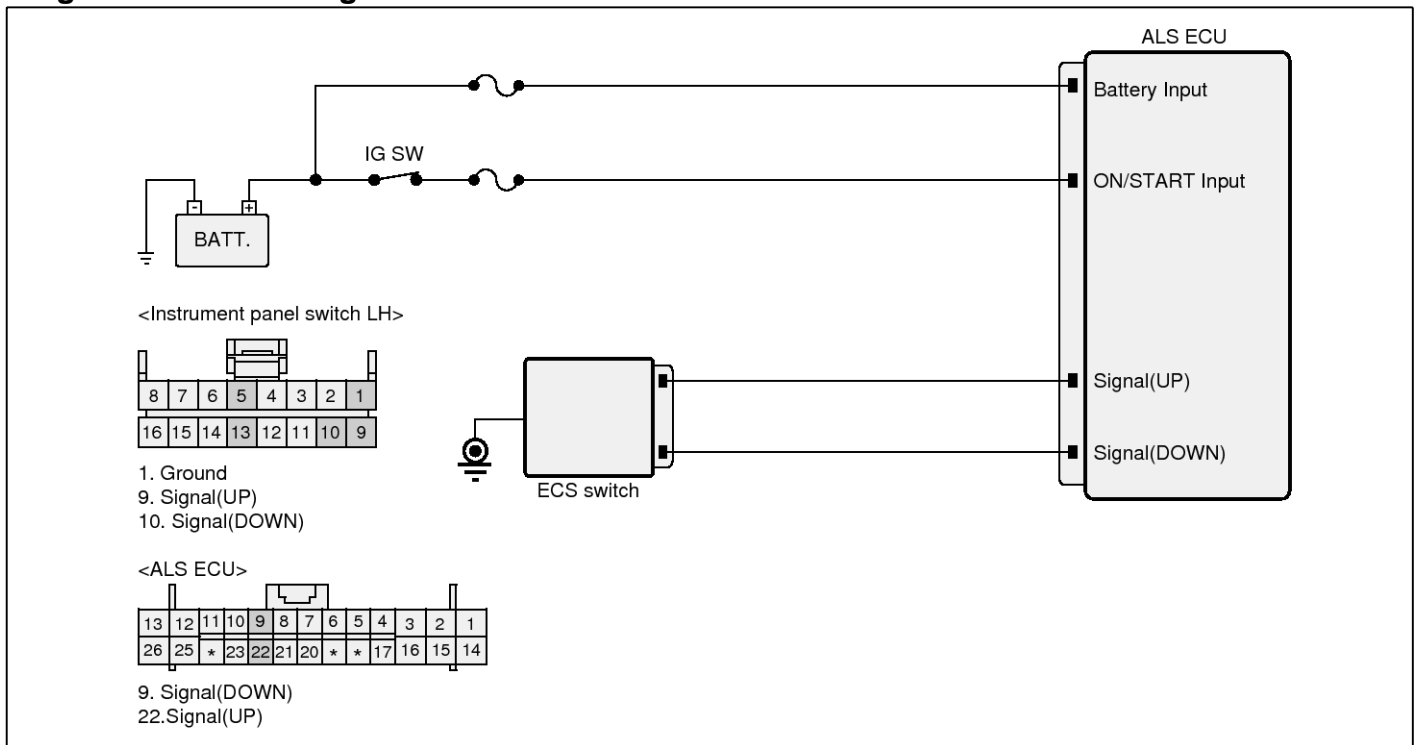 ALS ECU
Battery Input
IG SW
ON/START Input
- +
BATT.
<Instrument panel switch LH>
8 7 6 5 4 3 2 1
16 15 14 13 12 11 10 9
1. Ground
9. Signal(UP)
10. Signal(DOWN)
Signal(UP)
Signal(DOWN)
ECS switch
<ALS ECU>
13 12 11 10 9 8 7 6 5 4 3 2 1
26 25 * 23 22 21 20 * * 17 16 15 14
9. Signal(DOWN)
22.Signal(UP)